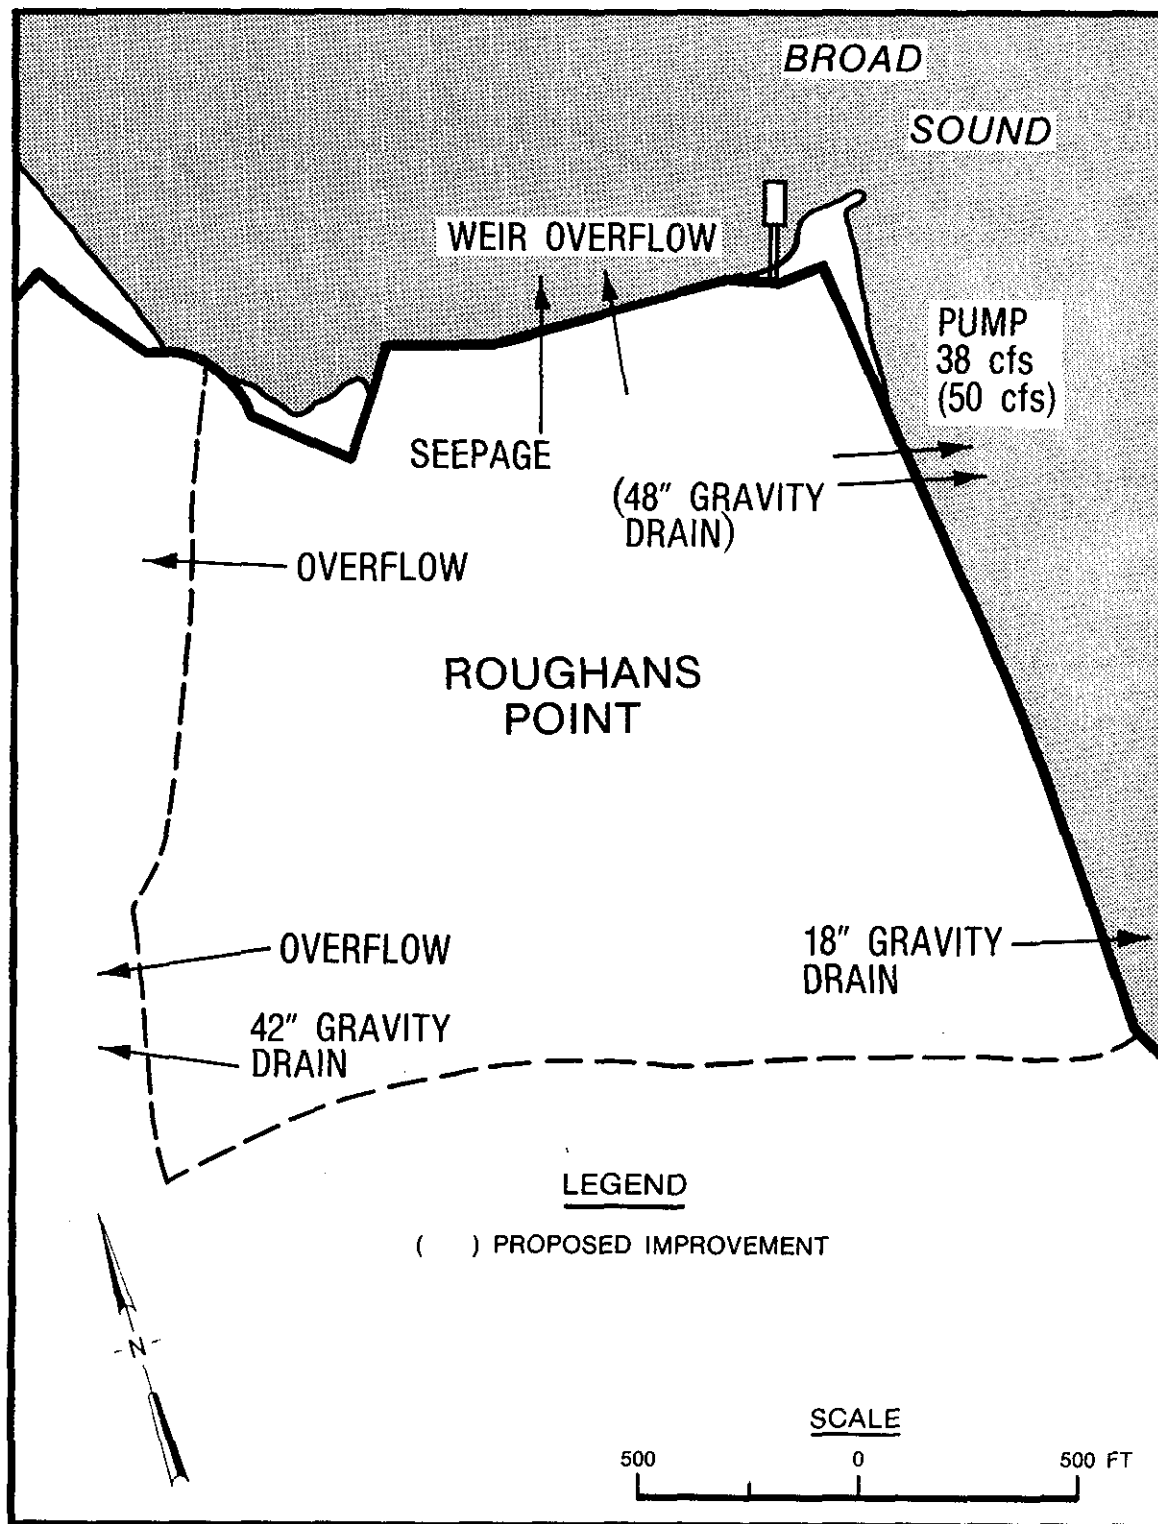 BROAD
SOUND
WEIR OVERFLOW
PUMP
38 cfs
(50 cfs)
SEEPAGE
(48" GRAVITY
DRAIN)
OVERFLOW
ROUGHANS
POINT
OVERFLOW
18" GRAVITY
DRAIN
42" GRAVITY
DRAIN
LEGEND
( ) PROPOSED IMPROVEMENT
N
SCALE
500 0 500 FT